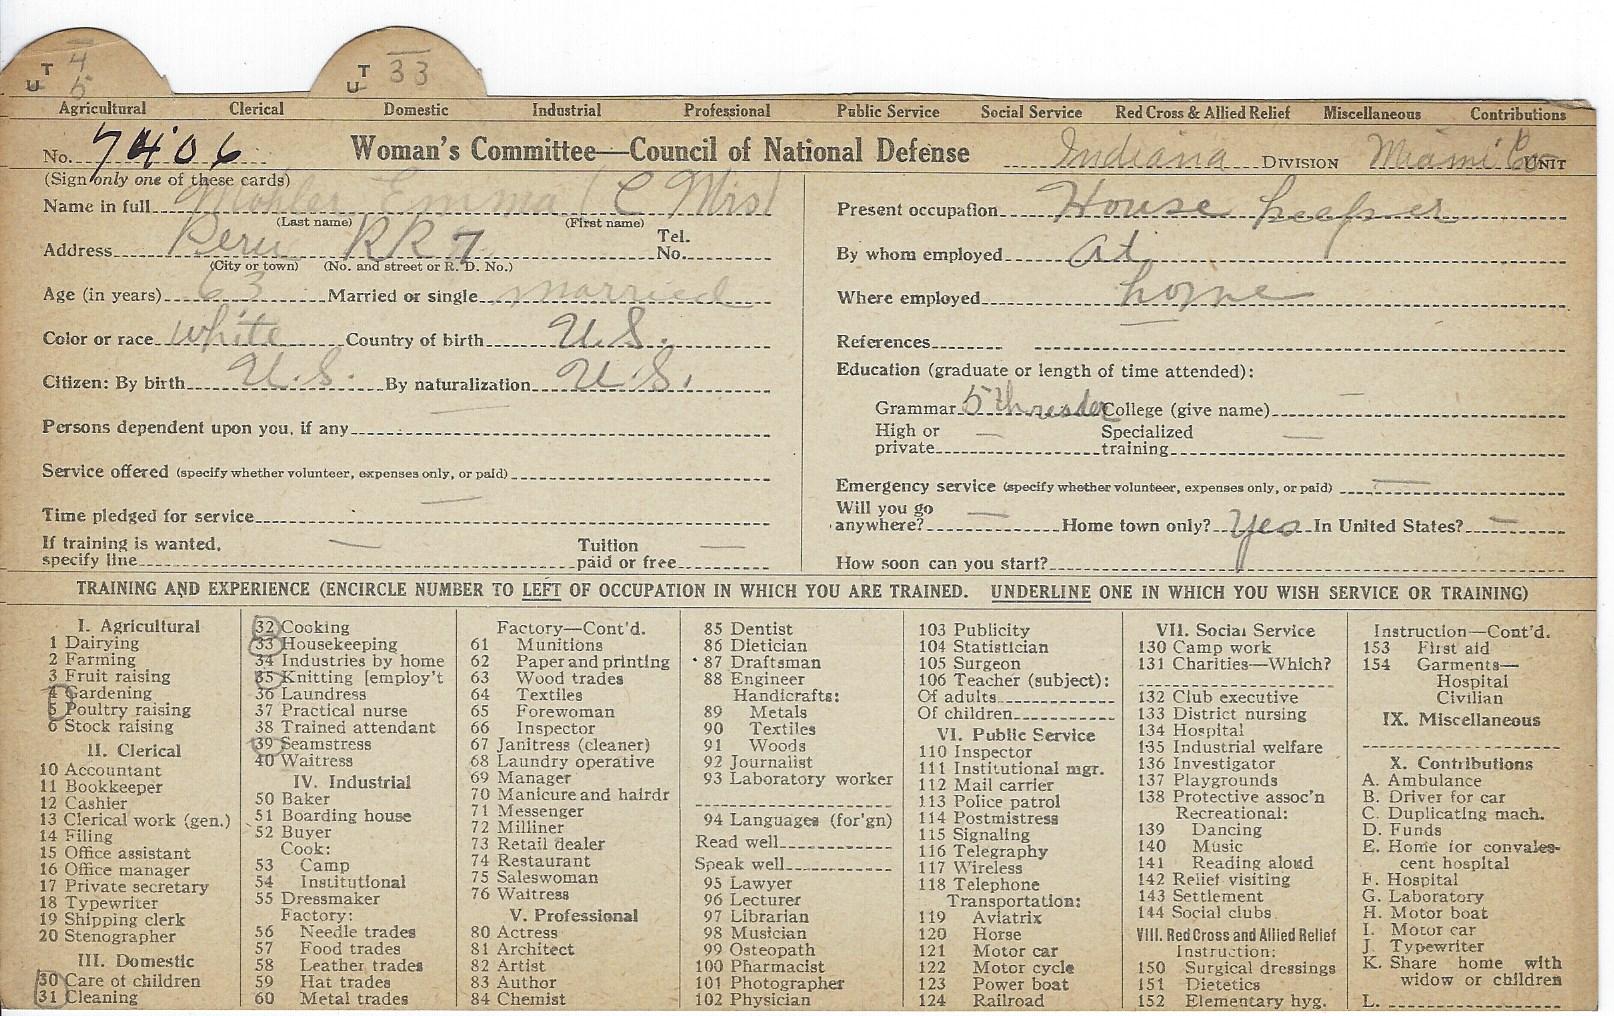 T 4 T 33
U 5 U
Agricultural Clerical Domestic Industrial Professional Public Service Social Service Red Cross & Allied Relief Miscellaneous Contributions
No. 7406 Woman's Committee—Council of National Defense Indiana DIVISION Miami Co UNIT
(Sign only one of these cards)
Name in full Mohler Emma (C Mrs)
(Last name) (First name)
Address Peru RR 7 Tel. No.
(City or town) (No. and street or R. D. No.)
Age (in years) 63 Married or single married
Color or race white Country of birth U.S.
Citizen: By birth U.S. By naturalization U.S.
Persons dependent upon you, if any —
Service offered (specify whether volunteer, expenses only, or paid)
Time pledged for service —
If training is wanted, specify line — Tuition paid or free —
Present occupation House keeper
By whom employed at
Where employed home
References —
Education (graduate or length of time attended):
Grammar 5th reader College (give name) —
High or private — Specialized training —
Emergency service (specify whether volunteer, expenses only, or paid) —
Will you go anywhere? — Home town only? Yes In United States? —
How soon can you start?
TRAINING AND EXPERIENCE (ENCIRCLE NUMBER TO LEFT OF OCCUPATION IN WHICH YOU ARE TRAINED. UNDERLINE ONE IN WHICH YOU WISH SERVICE OR TRAINING)
I. Agricultural
1 Dairying
2 Farming
3 Fruit raising
4 Gardening
5 Poultry raising
6 Stock raising
II. Clerical
10 Accountant
11 Bookkeeper
12 Cashier
13 Clerical work (gen.)
14 Filing
15 Office assistant
16 Office manager
17 Private secretary
18 Typewriter
19 Shipping clerk
20 Stenographer
III. Domestic
30 Care of children
31 Cleaning
32 Cooking
33 Housekeeping
34 Industries by home
35 Knitting [employ't
36 Laundress
37 Practical nurse
38 Trained attendant
39 Seamstress
40 Waitress
IV. Industrial
50 Baker
51 Boarding house
52 Buyer
Cook:
53 Camp
54 Institutional
55 Dressmaker
Factory:
56 Needle trades
57 Food trades
58 Leather trades
59 Hat trades
60 Metal trades
Factory—Cont'd.
61 Munitions
62 Paper and printing
63 Wood trades
64 Textiles
65 Forewoman
66 Inspector
67 Janitress (cleaner)
68 Laundry operative
69 Manager
70 Manicure and hairdr
71 Messenger
72 Milliner
73 Retail dealer
74 Restaurant
75 Saleswoman
76 Waitress
V. Professional
80 Actress
81 Architect
82 Artist
83 Author
84 Chemist
85 Dentist
86 Dietician
87 Draftsman
88 Engineer
Handicrafts:
89 Metals
90 Textiles
91 Woods
92 Journalist
93 Laboratory worker
94 Languages (for'gn)
Read well
Speak well
95 Lawyer
96 Lecturer
97 Librarian
98 Musician
99 Osteopath
100 Pharmacist
101 Photographer
102 Physician
103 Publicity
104 Statistician
105 Surgeon
106 Teacher (subject):
Of adults
Of children
VI. Public Service
110 Inspector
111 Institutional mgr.
112 Mail carrier
113 Police patrol
114 Postmistress
115 Signaling
116 Telegraphy
117 Wireless
118 Telephone
Transportation:
119 Aviatrix
120 Horse
121 Motor car
122 Motor cycle
123 Power boat
124 Railroad
VII. Social Service
130 Camp work
131 Charities—Which?
132 Club executive
133 District nursing
134 Hospital
135 Industrial welfare
136 Investigator
137 Playgrounds
138 Protective assoc'n
Recreational:
139 Dancing
140 Music
141 Reading aloud
142 Relief visiting
143 Settlement
144 Social clubs
VIII. Red Cross and Allied Relief
Instruction:
150 Surgical dressings
151 Dietetics
152 Elementary hyg.
Instruction—Cont'd.
153 First aid
154 Garments—
Hospital
Civilian
IX. Miscellaneous
X. Contributions
A. Ambulance
B. Driver for car
C. Duplicating mach.
D. Funds
E. Home for convales-
cent hospital
F. Hospital
G. Laboratory
H. Motor boat
I. Motor car
J. Typewriter
K. Share home with
widow or children
L.